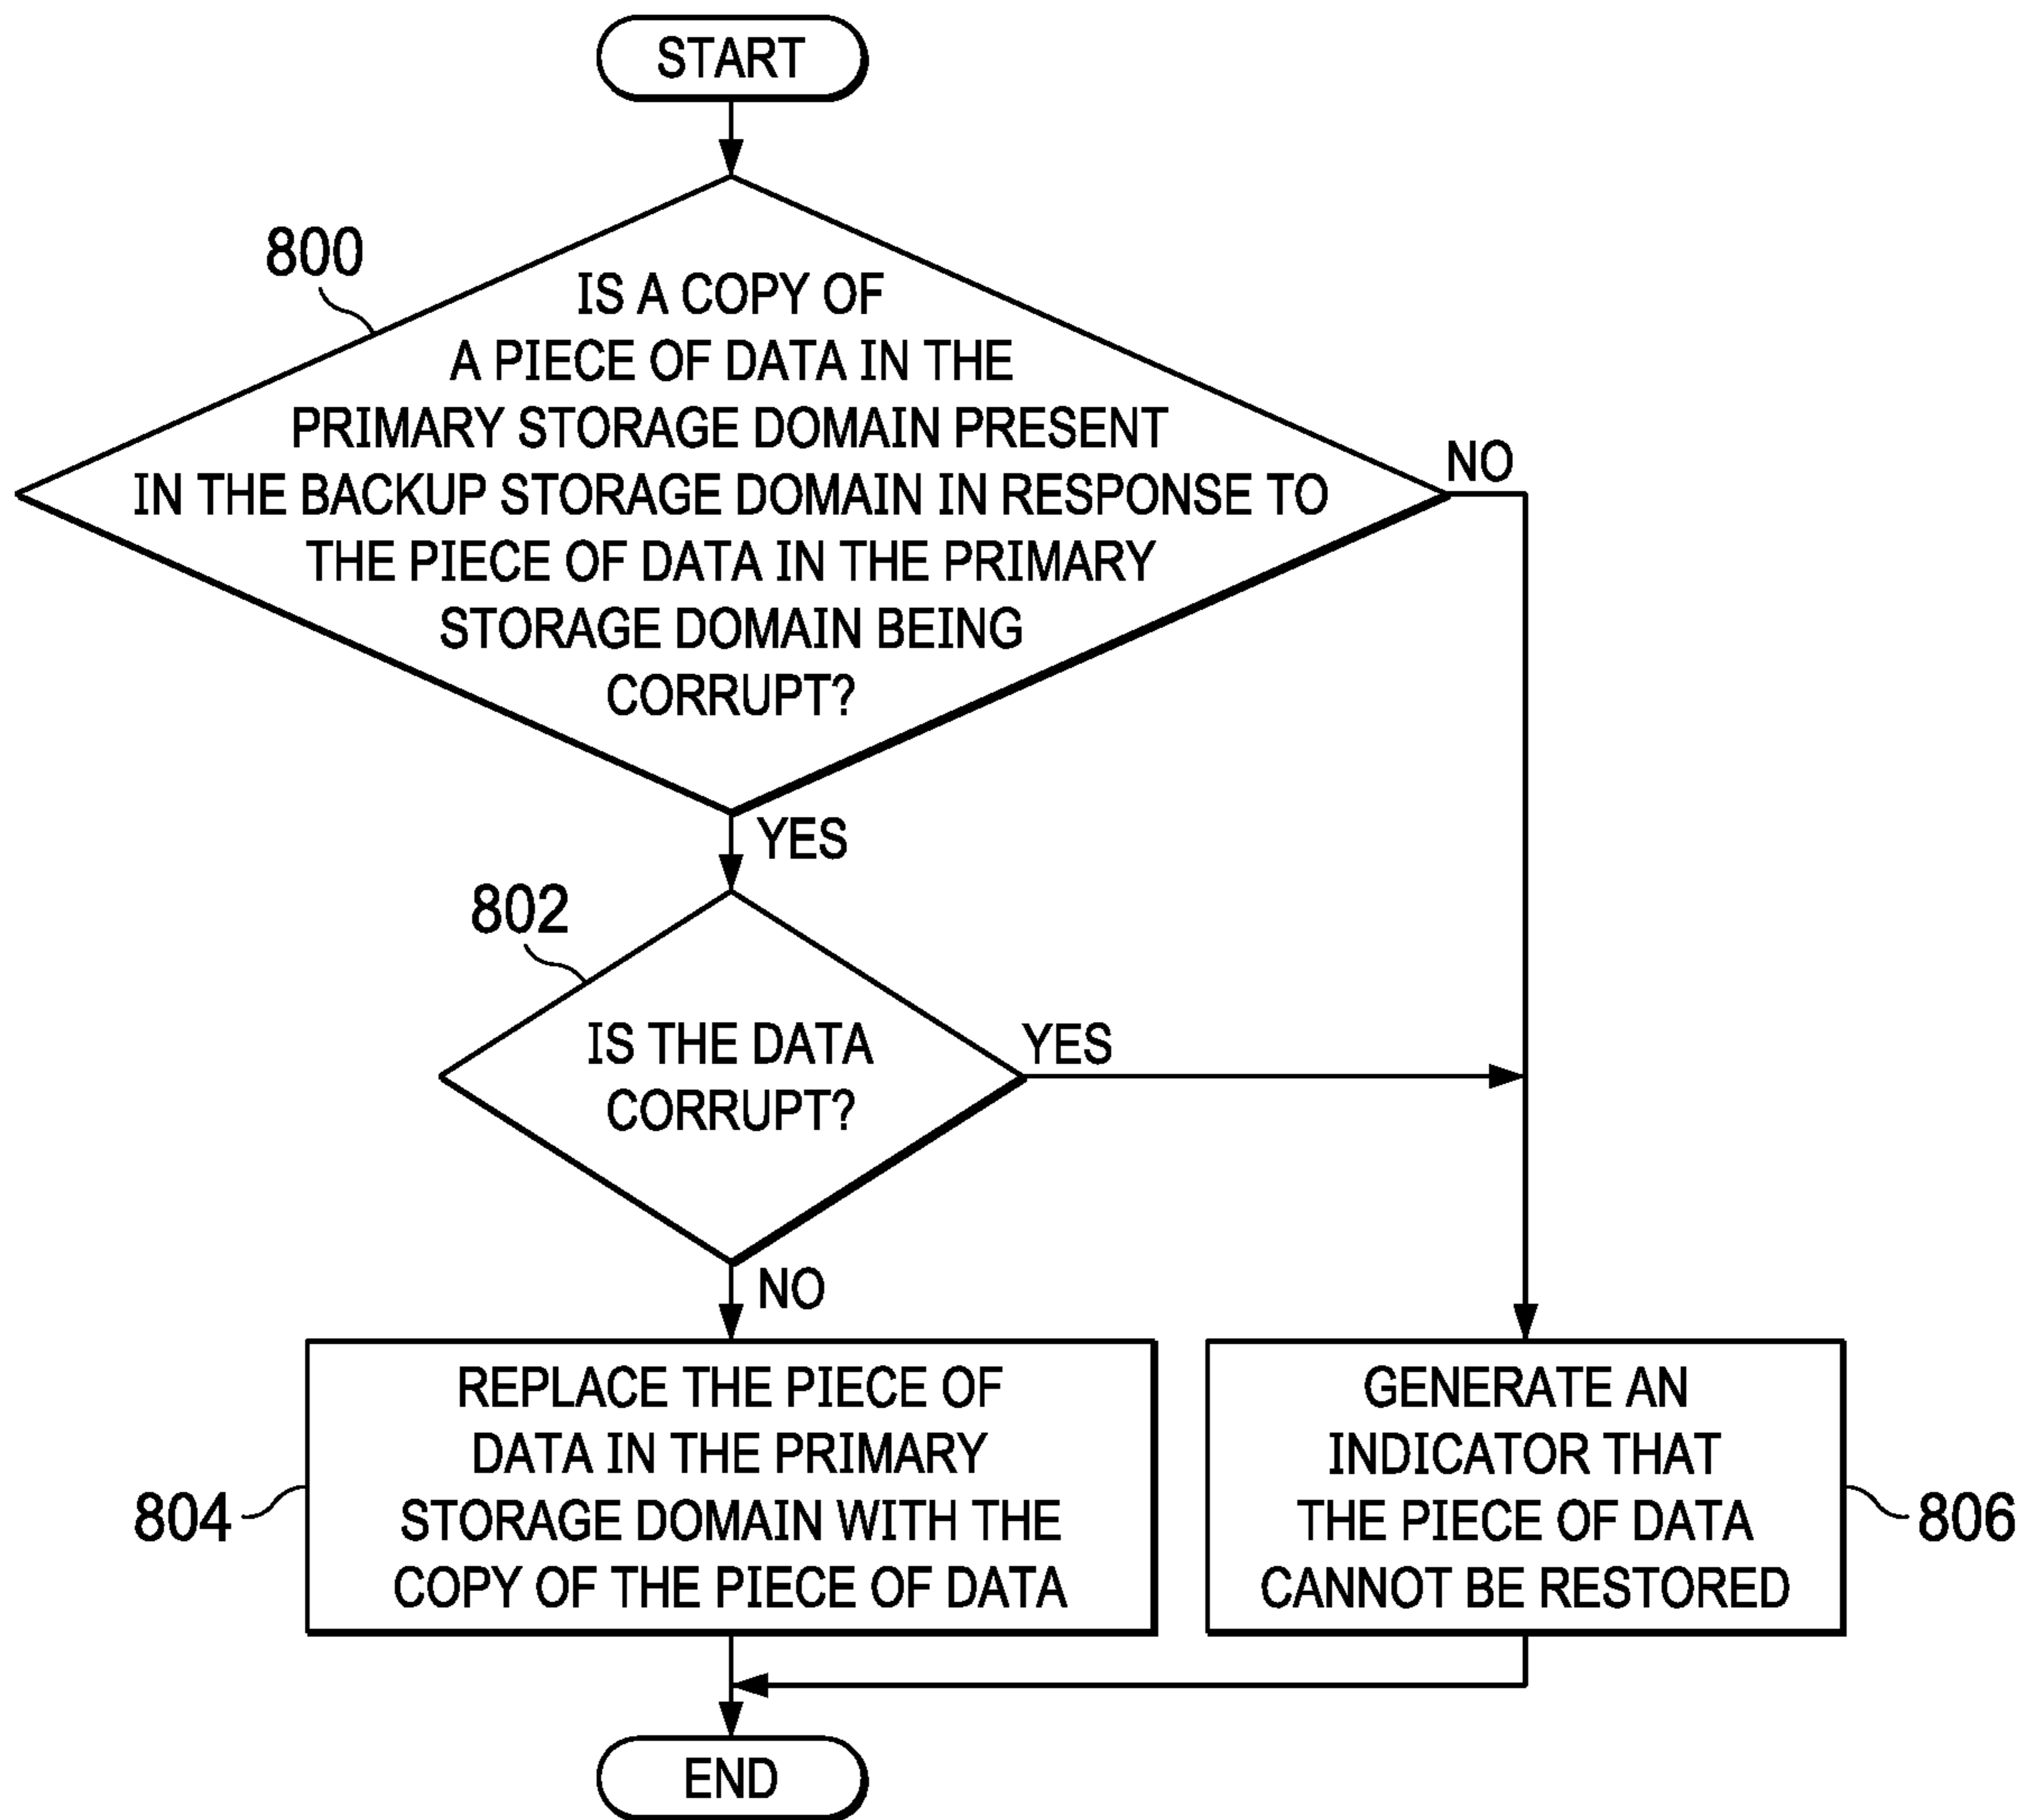 START
800
IS A COPY OF
A PIECE OF DATA IN THE
PRIMARY STORAGE DOMAIN PRESENT
IN THE BACKUP STORAGE DOMAIN IN RESPONSE TO
THE PIECE OF DATA IN THE PRIMARY
STORAGE DOMAIN BEING
CORRUPT?
NO
YES
802
IS THE DATA
CORRUPT?
YES
NO
804
REPLACE THE PIECE OF
DATA IN THE PRIMARY
STORAGE DOMAIN WITH THE
COPY OF THE PIECE OF DATA
GENERATE AN
INDICATOR THAT
THE PIECE OF DATA
CANNOT BE RESTORED
806
END